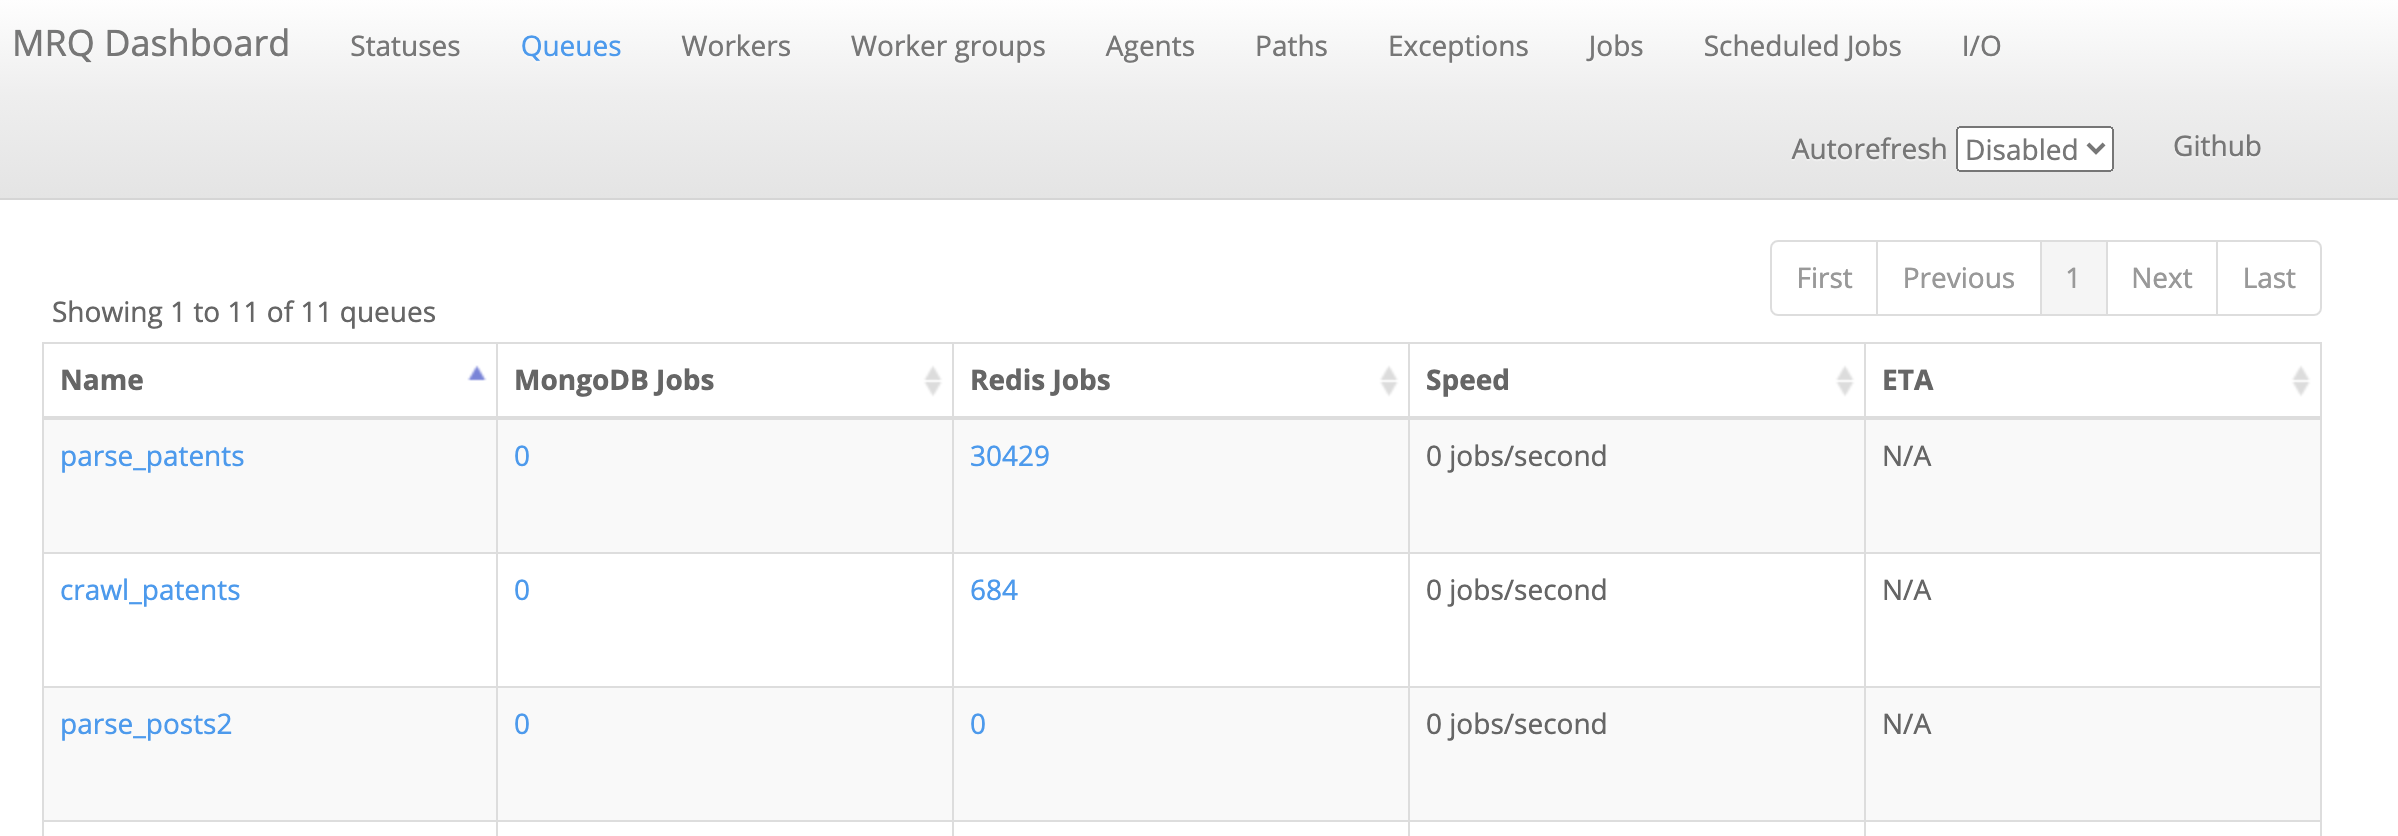 MRQ Dashboard Statuses Queues Workers Worker groups Agents Paths Exceptions Jobs Scheduled Jobs I/O
Autorefresh Disabled Github
First Previous 1 Next Last
Showing 1 to 11 of 11 queues
Name MongoDB Jobs Redis Jobs Speed ETA
parse_patents 0 30429 0 jobs/second N/A
crawl_patents 0 684 0 jobs/second N/A
parse_posts2 0 0 0 jobs/second N/A